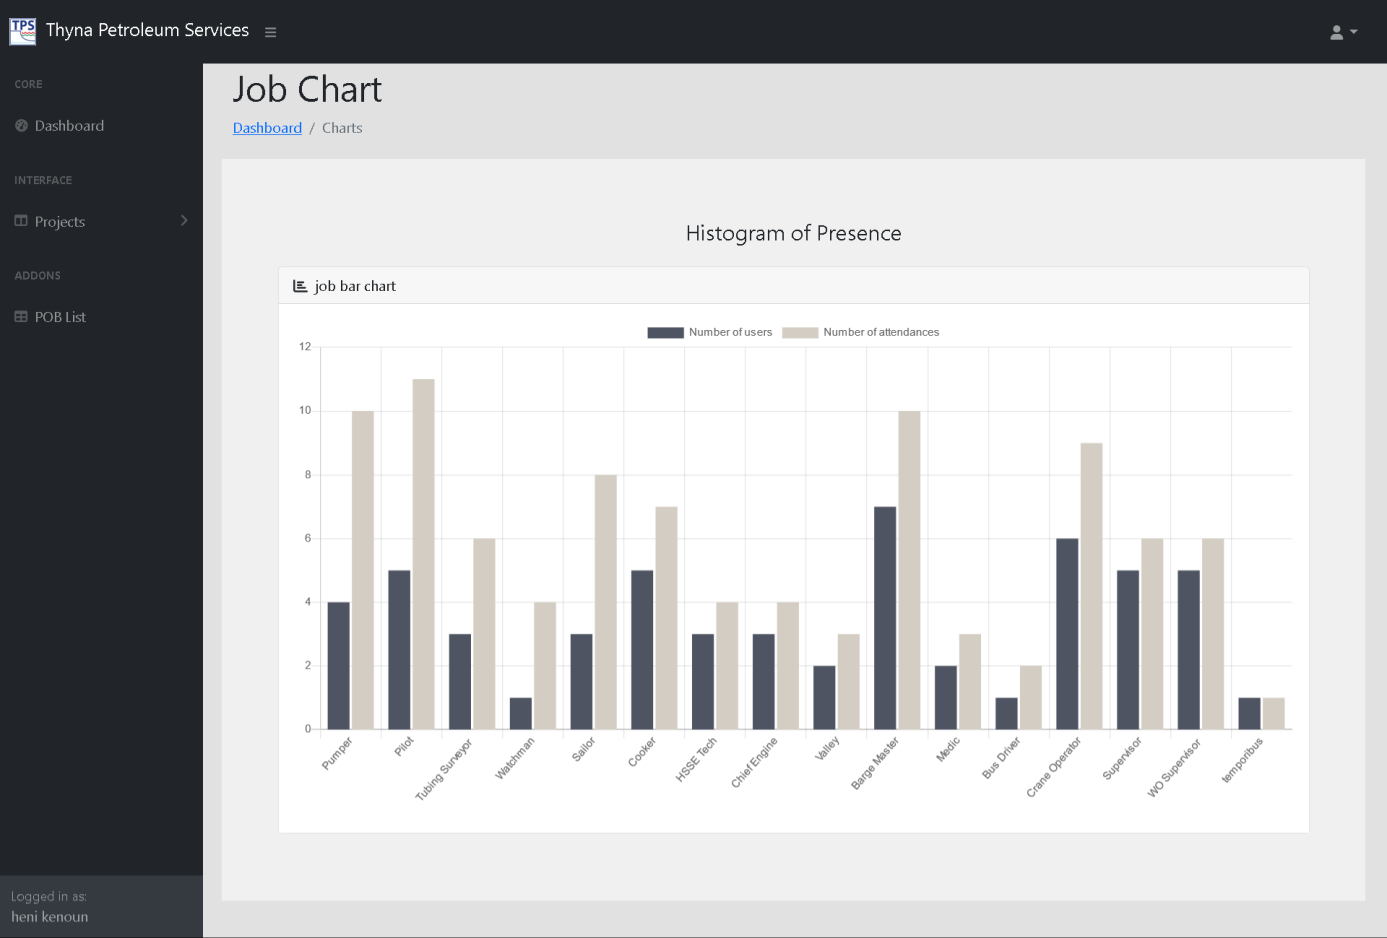 TPS
Thyna Petroleum Services
CORE
Dashboard
INTERFACE
Projects
ADDONS
POB List
Logged in as:
heni kenoun
Job Chart
Dashboard / Charts
Histogram of Presence
job bar chart
Number of users
Number of attendances
12
10
8
6
4
2
0
Pumper
Pilot
Tubing Surveyor
Watchman
Sailor
Cooker
HSSE Tech
Chief Engine
Valley
Barge Master
Medic
Bus Driver
Crane Operator
Supervisor
WO Supervisor
temporibus